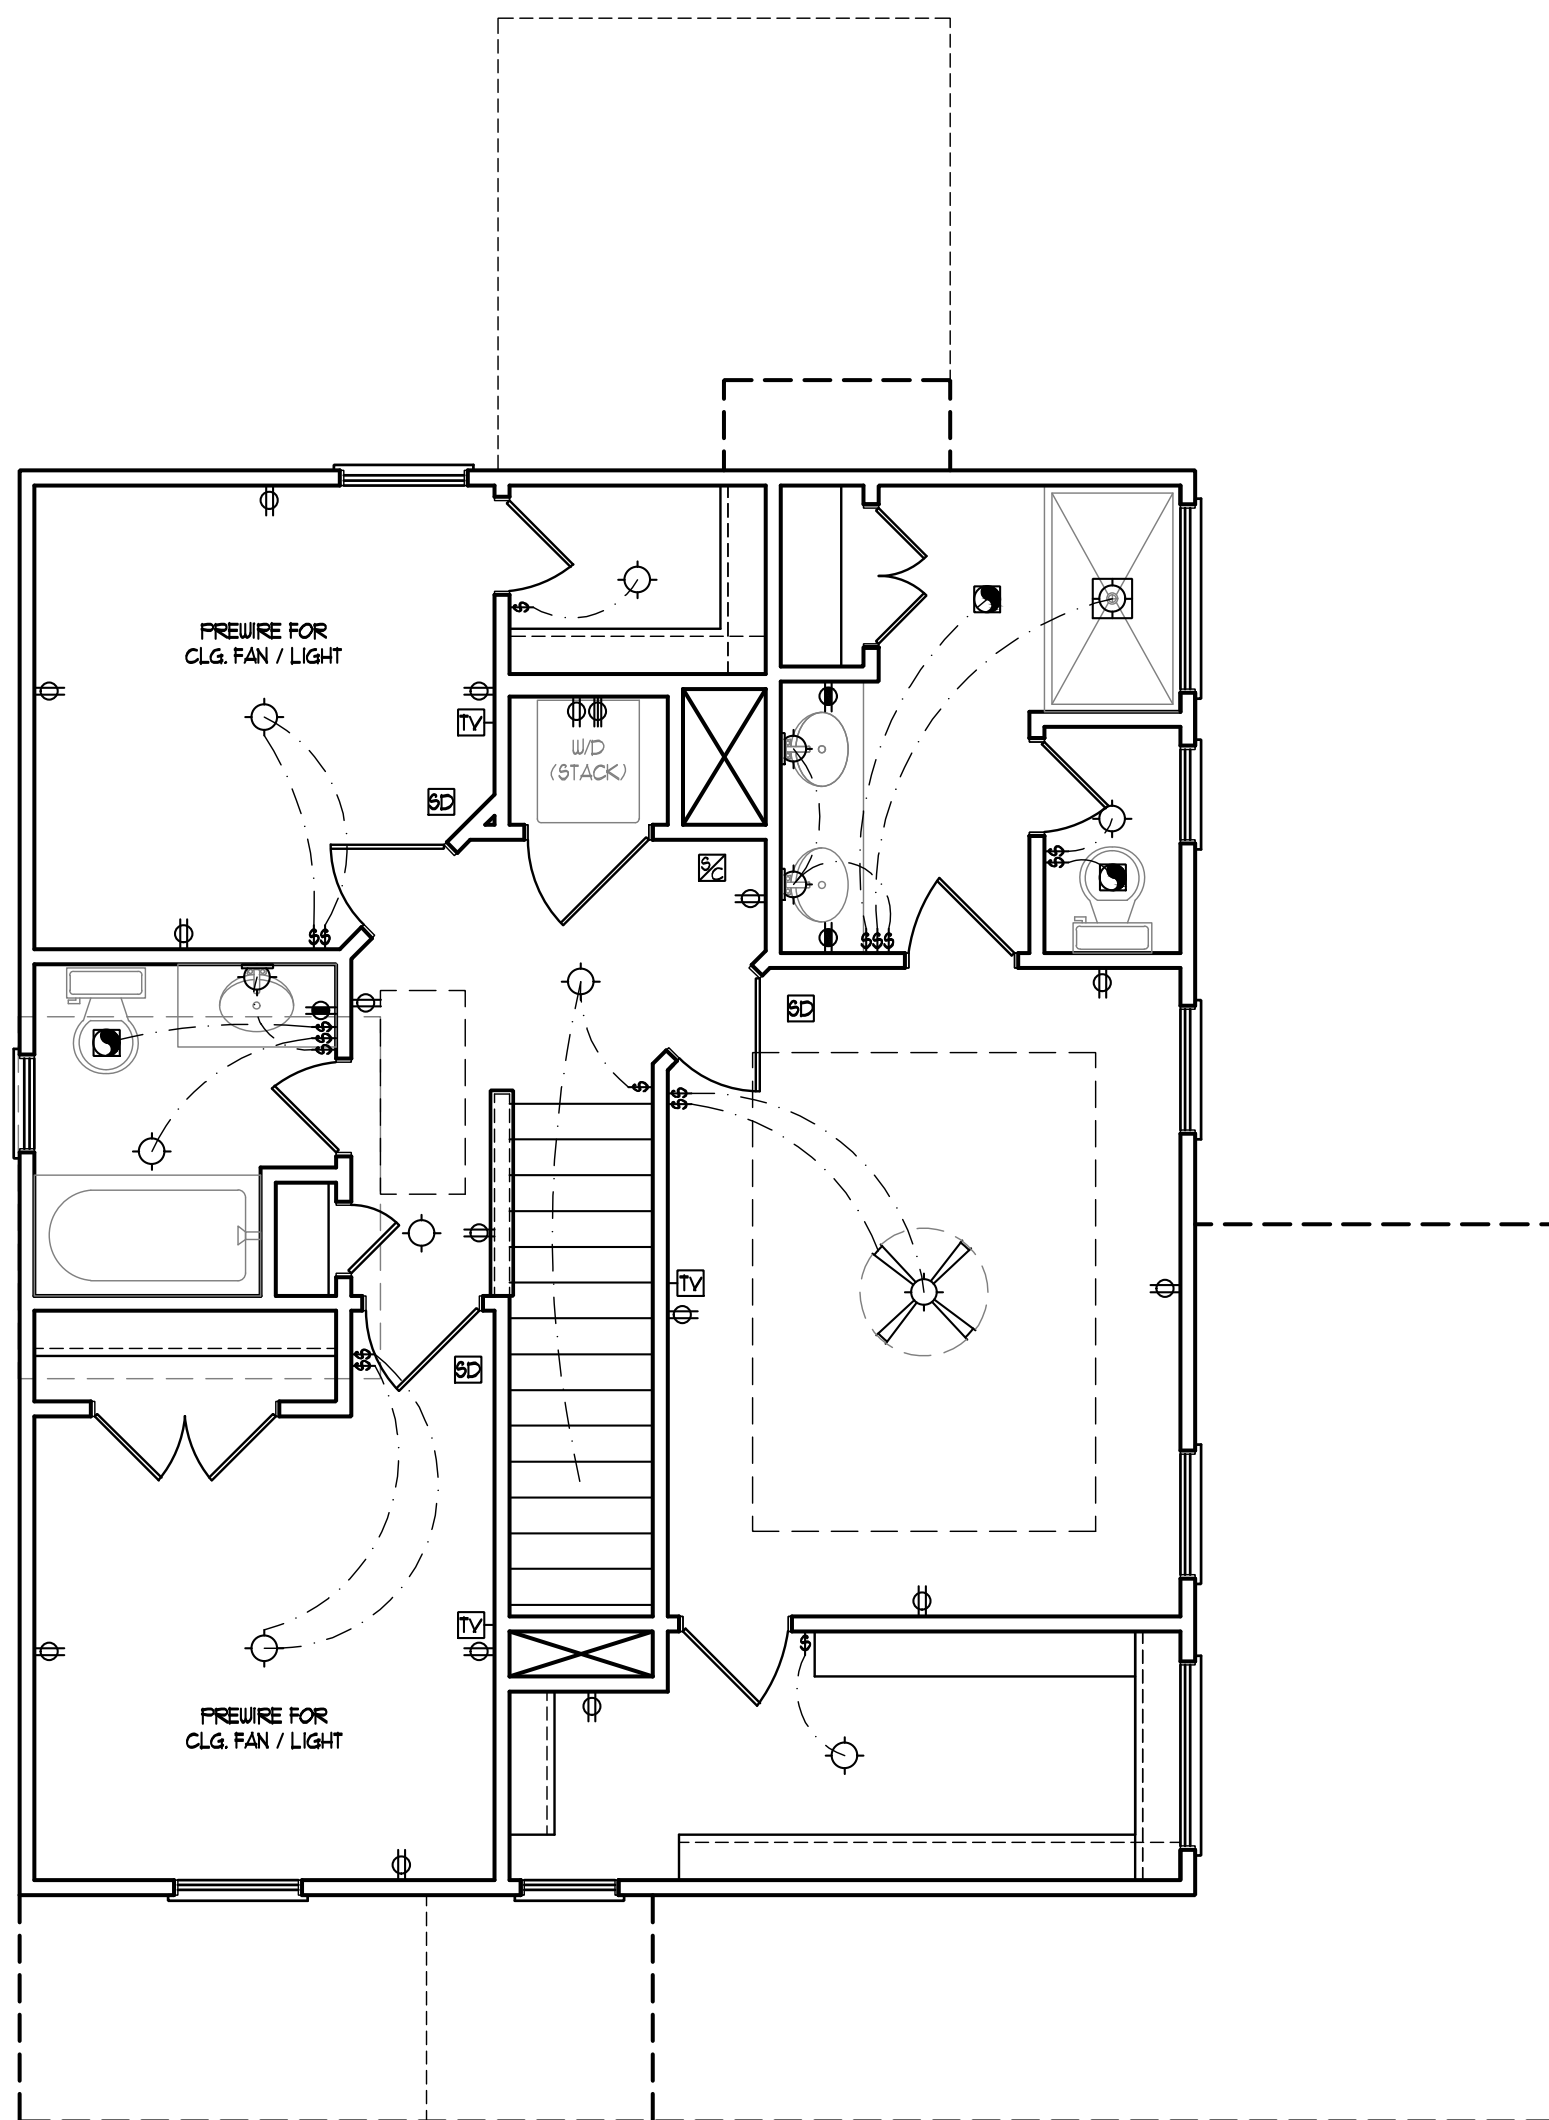 PREWIRE FOR
CLG. FAN / LIGHT
$
TV
W/D
(STACK)
SD
S/C
$$
$$
$$$
$$$
SD
$
$$
TV
$$
SD
TV
$
PREWIRE FOR
CLG. FAN / LIGHT